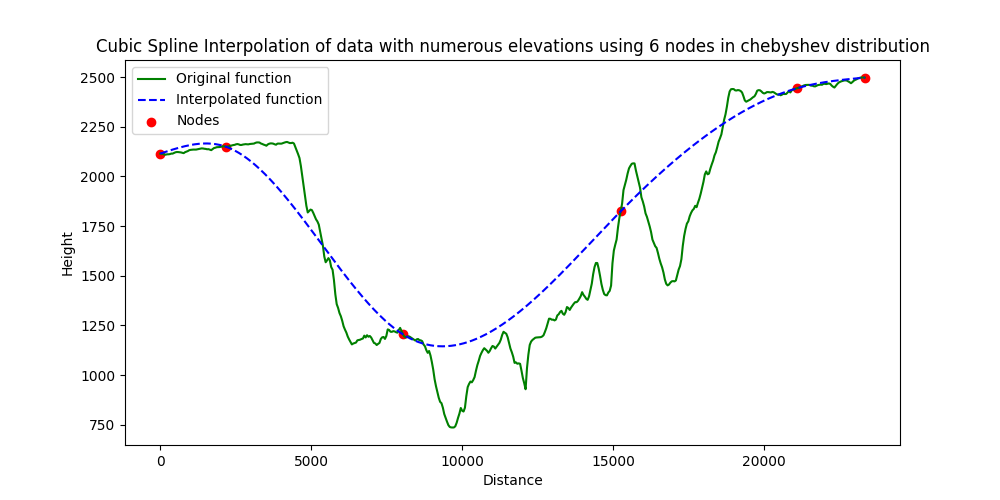 Cubic Spline Interpolation of data with numerous elevations using 6 nodes in chebyshev distribution
Original function
Interpolated function
Nodes
2500
2250
2000
1750
1500
1250
1000
750
Height
0
5000
10000
15000
20000
Distance